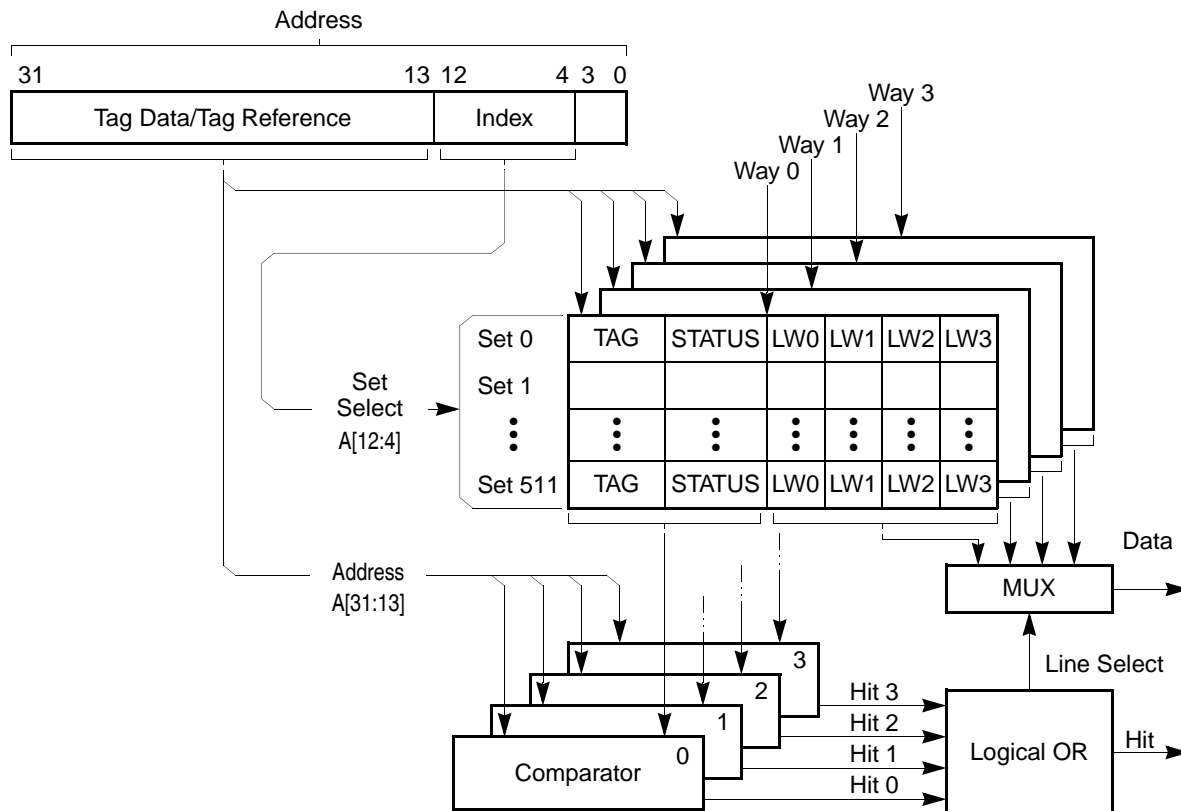 Address
31 13 12 4 3 0
Tag Data/Tag Reference Index
Way 3
Way 2
Way 1
Way 0
Set 0 TAG STATUS LW0 LW1 LW2 LW3
Set 1
Set Select
A[12:4]
Set 511 TAG STATUS LW0 LW1 LW2 LW3
Data
Address
A[31:13]
MUX
3
2
1
0
Line Select
Hit 3
Hit 2
Hit 1
Hit 0
Comparator
Logical OR
Hit